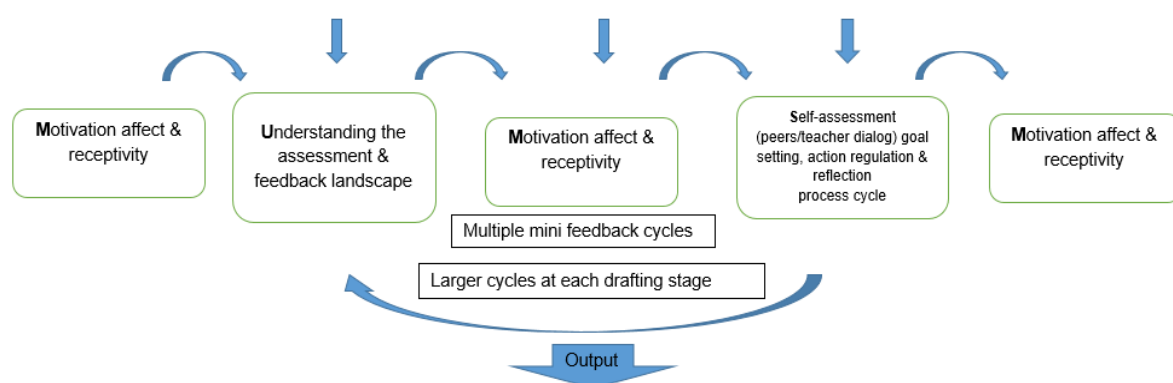 Motivation affect &
receptivity
Understanding the
assessment &
feedback landscape
Motivation affect &
receptivity
Self-assessment
(peers/teacher dialog) goal
setting, action regulation &
reflection
process cycle
Motivation affect &
receptivity
Multiple mini feedback cycles
Larger cycles at each drafting stage
Output